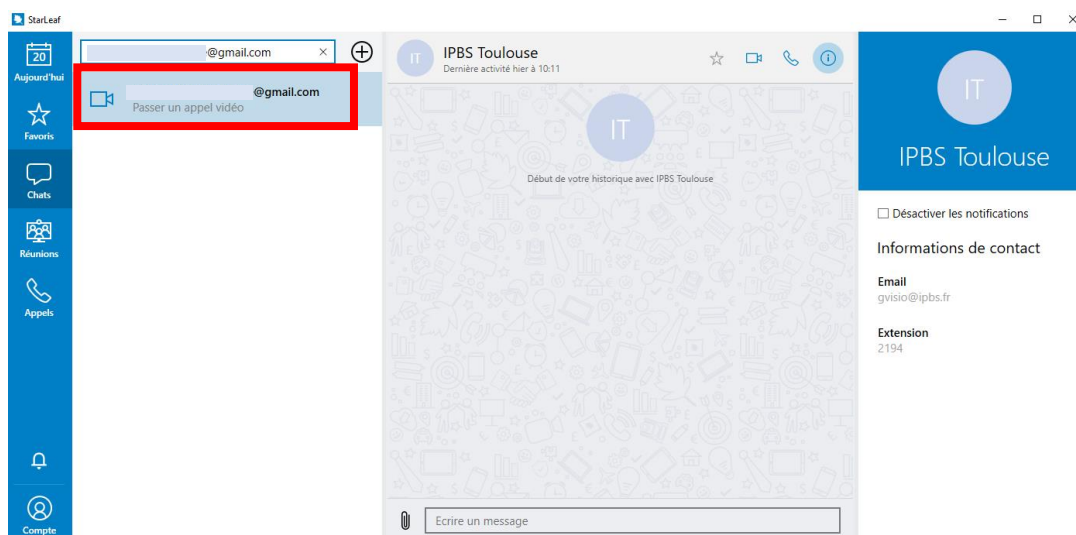 StarLeaf
20
Aujourd'hui
Favoris
Chats
Réunions
Appels
Compte
@gmail.com
@gmail.com
Passer un appel vidéo
IT
IPBS Toulouse
Dernière activité hier à 10:11
IT
Début de votre historique avec IPBS Toulouse
Ecrire un message
IT
IPBS Toulouse
Désactiver les notifications
Informations de contact
Email
gvisio@ipbs.fr
Extension
2194